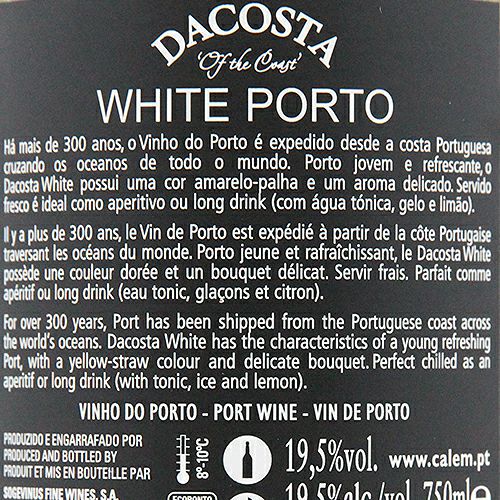 DACOSTA
'Of the Coast'
WHITE PORTO
Há mais de 300 anos, o Vinho do Porto é expedido desde a costa Portuguesa
cruzando os oceanos de todo o mundo. Porto jovem e refrescante, o
Dacosta White possui uma cor amarelo-palha e um aroma delicado. Servido
fresco é ideal como aperitivo ou long drink (com água tónica, gelo e limão).
Il y a plus de 300 ans, le Vin de Porto est expédié à partir de la côte Portugaise
traversant les océans du monde. Porto jeune et rafraîchissant, le Dacosta White
possède une couleur dorée et un bouquet délicat. Servir frais. Parfait comme
apéritif ou long drink (eau tonic, glaçons et citron).
For over 300 years, Port has been shipped from the Portuguese coast across
the world's oceans. Dacosta White has the characteristics of a young refreshing
Port, with a yellow-straw colour and delicate bouquet. Perfect chilled as an
aperitif or long drink (with tonic, ice and lemon).
VINHO DO PORTO - PORT WINE - VIN DE PORTO
PRODUZIDO E ENGARRAFADO POR
PRODUCED AND BOTTLED BY
PRODUIT ET MIS EN BOUTEILLE PAR
SOGEVINUS FINE WINES, S.A.
8°-10°C
19,5%vol. www.calem.pt
19,5% alc./vol. 750ml e
ECOPONTO